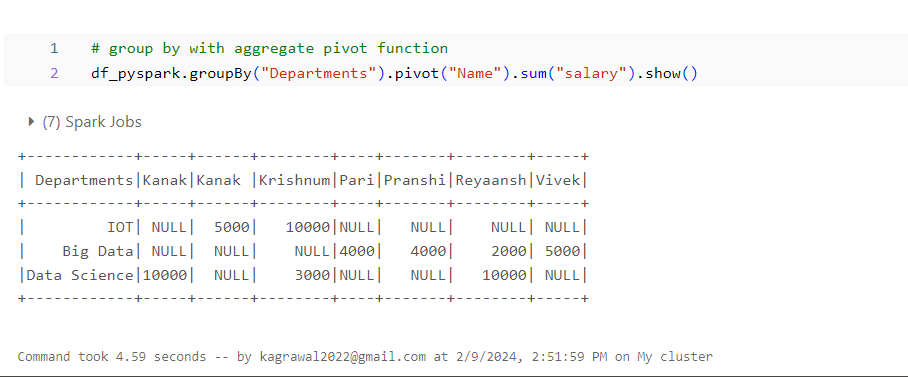 1 # group by with aggregate pivot function
2 df_pyspark.groupBy("Departments").pivot("Name").sum("salary").show()
(7) Spark Jobs
+------------+-----+------+--------+----+-------+--------+-----+
| Departments|Kanak|Kanak |Krishnum|Pari|Pranshi|Reyaansh|Vivek|
+------------+-----+------+--------+----+-------+--------+-----+
|         IOT| NULL|  5000|   10000|NULL|   NULL|    NULL| NULL|
|    Big Data| NULL|  NULL|    NULL|4000|   4000|    2000| 5000|
|Data Science|10000|  NULL|    3000|NULL|   NULL|   10000| NULL|
+------------+-----+------+--------+----+-------+--------+-----+
Command took 4.59 seconds -- by kagrawal2022@gmail.com at 2/9/2024, 2:51:59 PM on My cluster